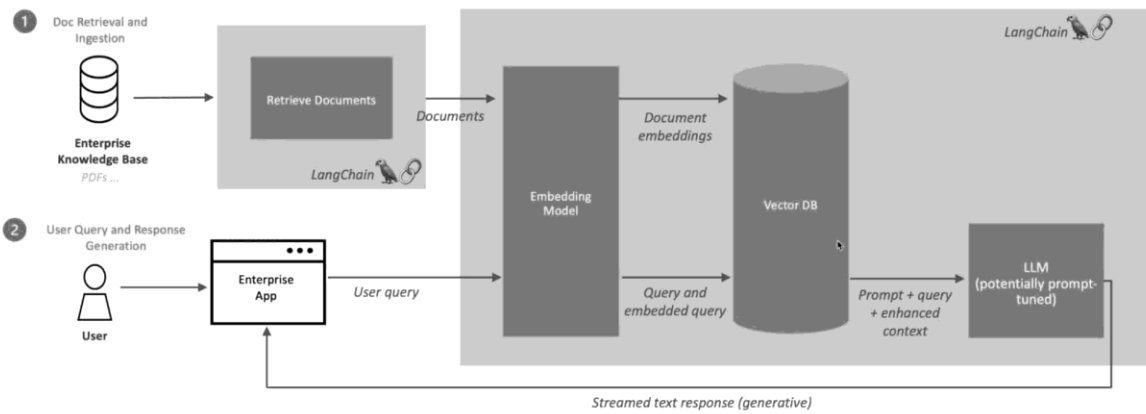 1
Doc Retrieval and
Ingestion
Enterprise
Knowledge Base
PDFs ...
Retrieve Documents
LangChain
Documents
LangChain
Embedding
Model
Document
embeddings
Vector DB
2
User Query and Response
Generation
User
Enterprise
App
User query
Query and
embedded query
Prompt + query
+ enhanced
context
LLM
(potentially prompt-
tuned)
Streamed text response (generative)